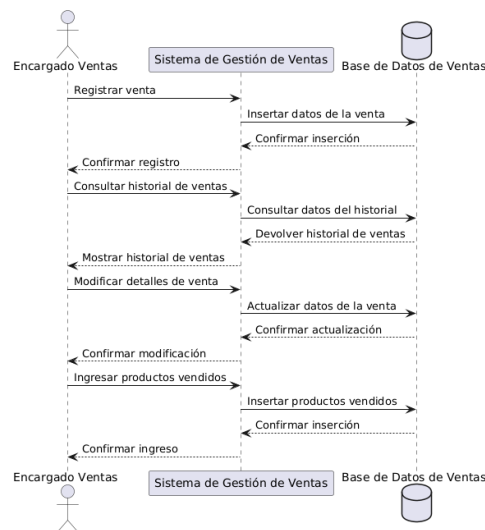 Encargado Ventas
Sistema de Gestión de Ventas
Base de Datos de Ventas
Registrar venta
Insertar datos de la venta
Confirmar inserción
Confirmar registro
Consultar historial de ventas
Consultar datos del historial
Devolver historial de ventas
Mostrar historial de ventas
Modificar detalles de venta
Actualizar datos de la venta
Confirmar actualización
Confirmar modificación
Ingresar productos vendidos
Insertar productos vendidos
Confirmar inserción
Confirmar ingreso
Encargado Ventas
Sistema de Gestión de Ventas
Base de Datos de Ventas